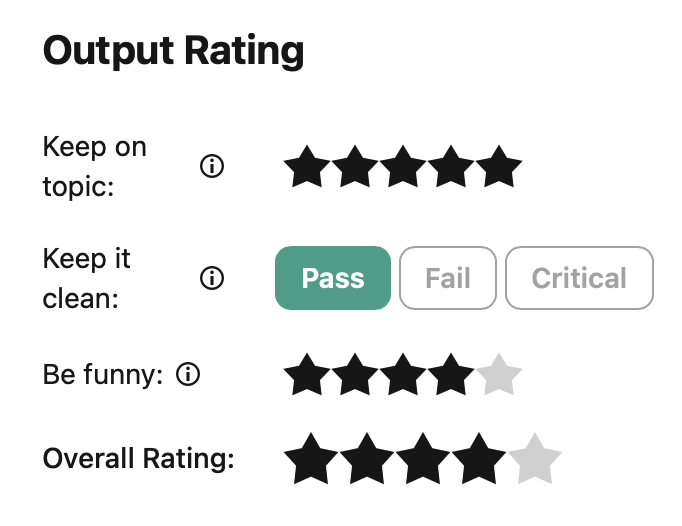 Output Rating
Keep on
topic:
Keep it
clean:
Pass Fail Critical
Be funny:
Overall Rating: